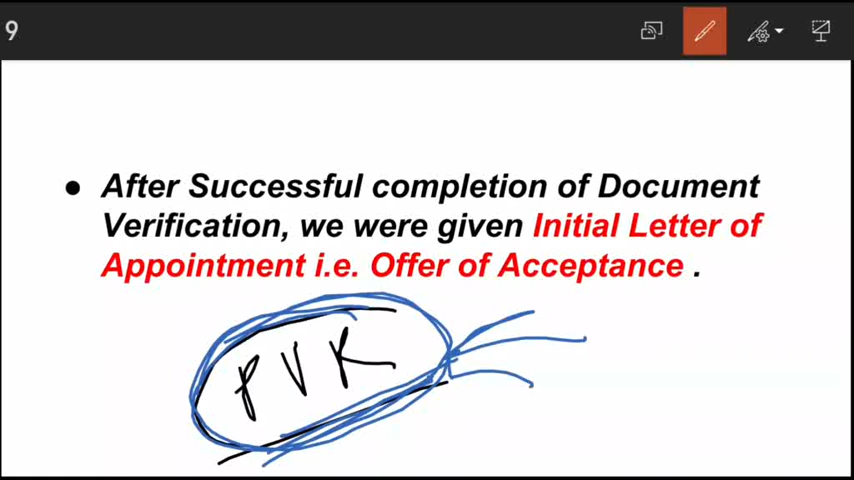 9
● After Successful completion of Document
Verification, we were given Initial Letter of
Appointment i.e. Offer of Acceptance .
PVK